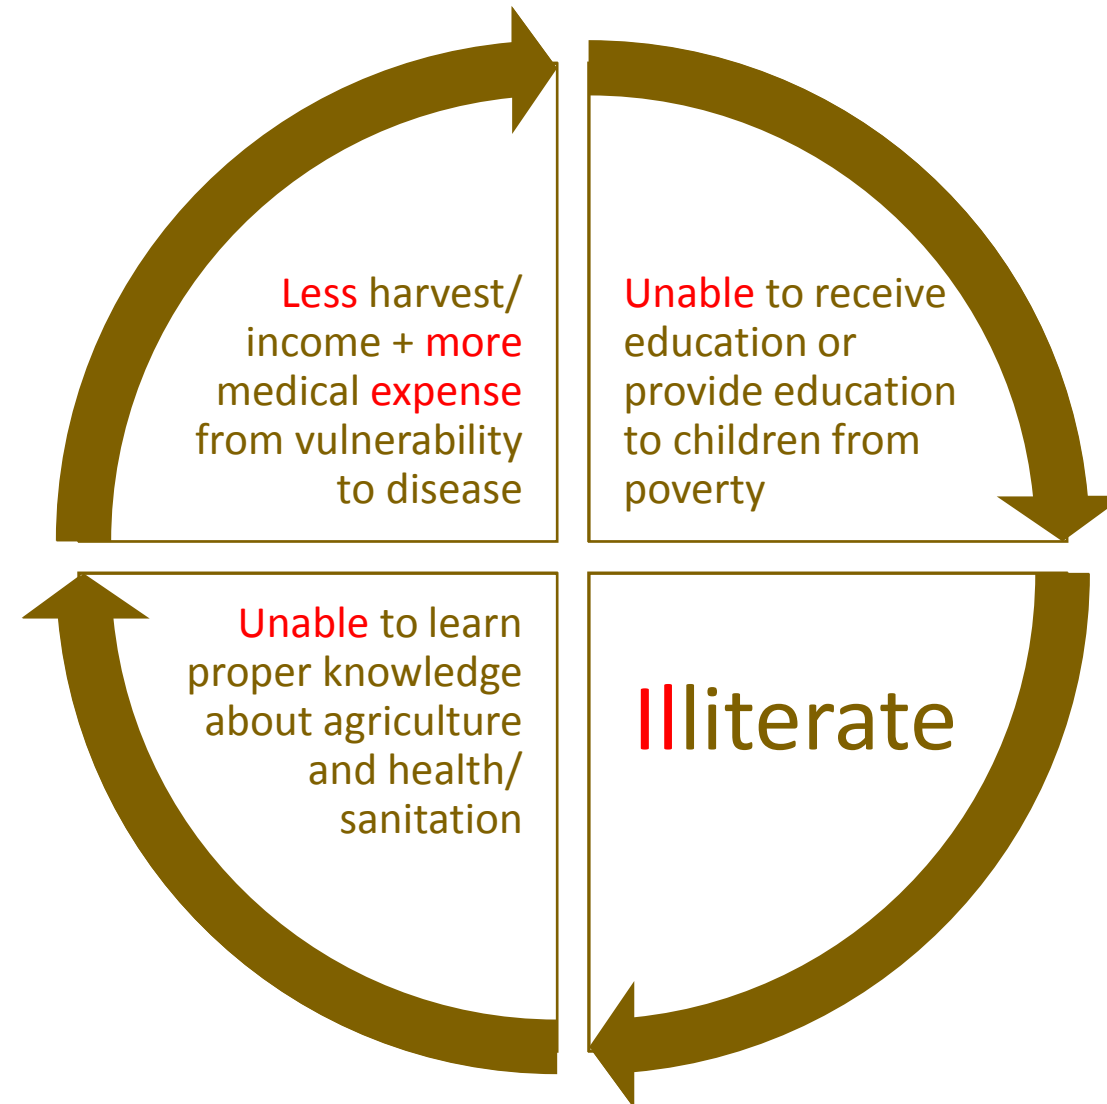 Less harvest/
income + more
medical expense
from vulnerability
to disease
Unable to receive
education or
provide education
to children from
poverty
Unable to learn
proper knowledge
about agriculture
and health/
sanitation
Illiterate